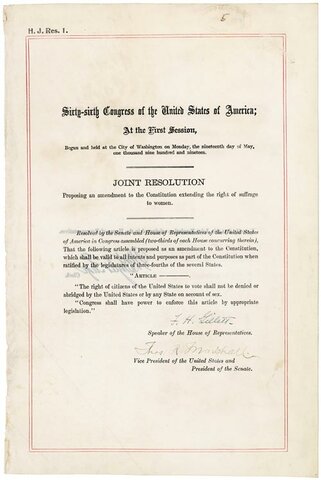 5
H. J. Res. 1.
Sixty-sixth Congress of the United States of America;
At the First Session,
Begun and held at the City of Washington on Monday, the nineteenth day of May,
one thousand nine hundred and nineteen.
JOINT RESOLUTION
Proposing an amendment to the Constitution extending the right of suffrage
to women.
Resolved by the Senate and House of Representatives of the United States
of America in Congress assembled (two-thirds of each House concurring therein),
That the following article is proposed as an amendment to the Constitution,
which shall be valid to all intents and purposes as part of the Constitution when
ratified by the legislatures of three-fourths of the several States.
"ARTICLE ————.
"The right of citizens of the United States to vote shall not be denied or
abridged by the United States or by any State on account of sex.
"Congress shall have power to enforce this article by appropriate
legislation."
F. H. Gillett
Speaker of the House of Representatives.
Thos. R. Marshall
Vice President of the United States and
President of the Senate.